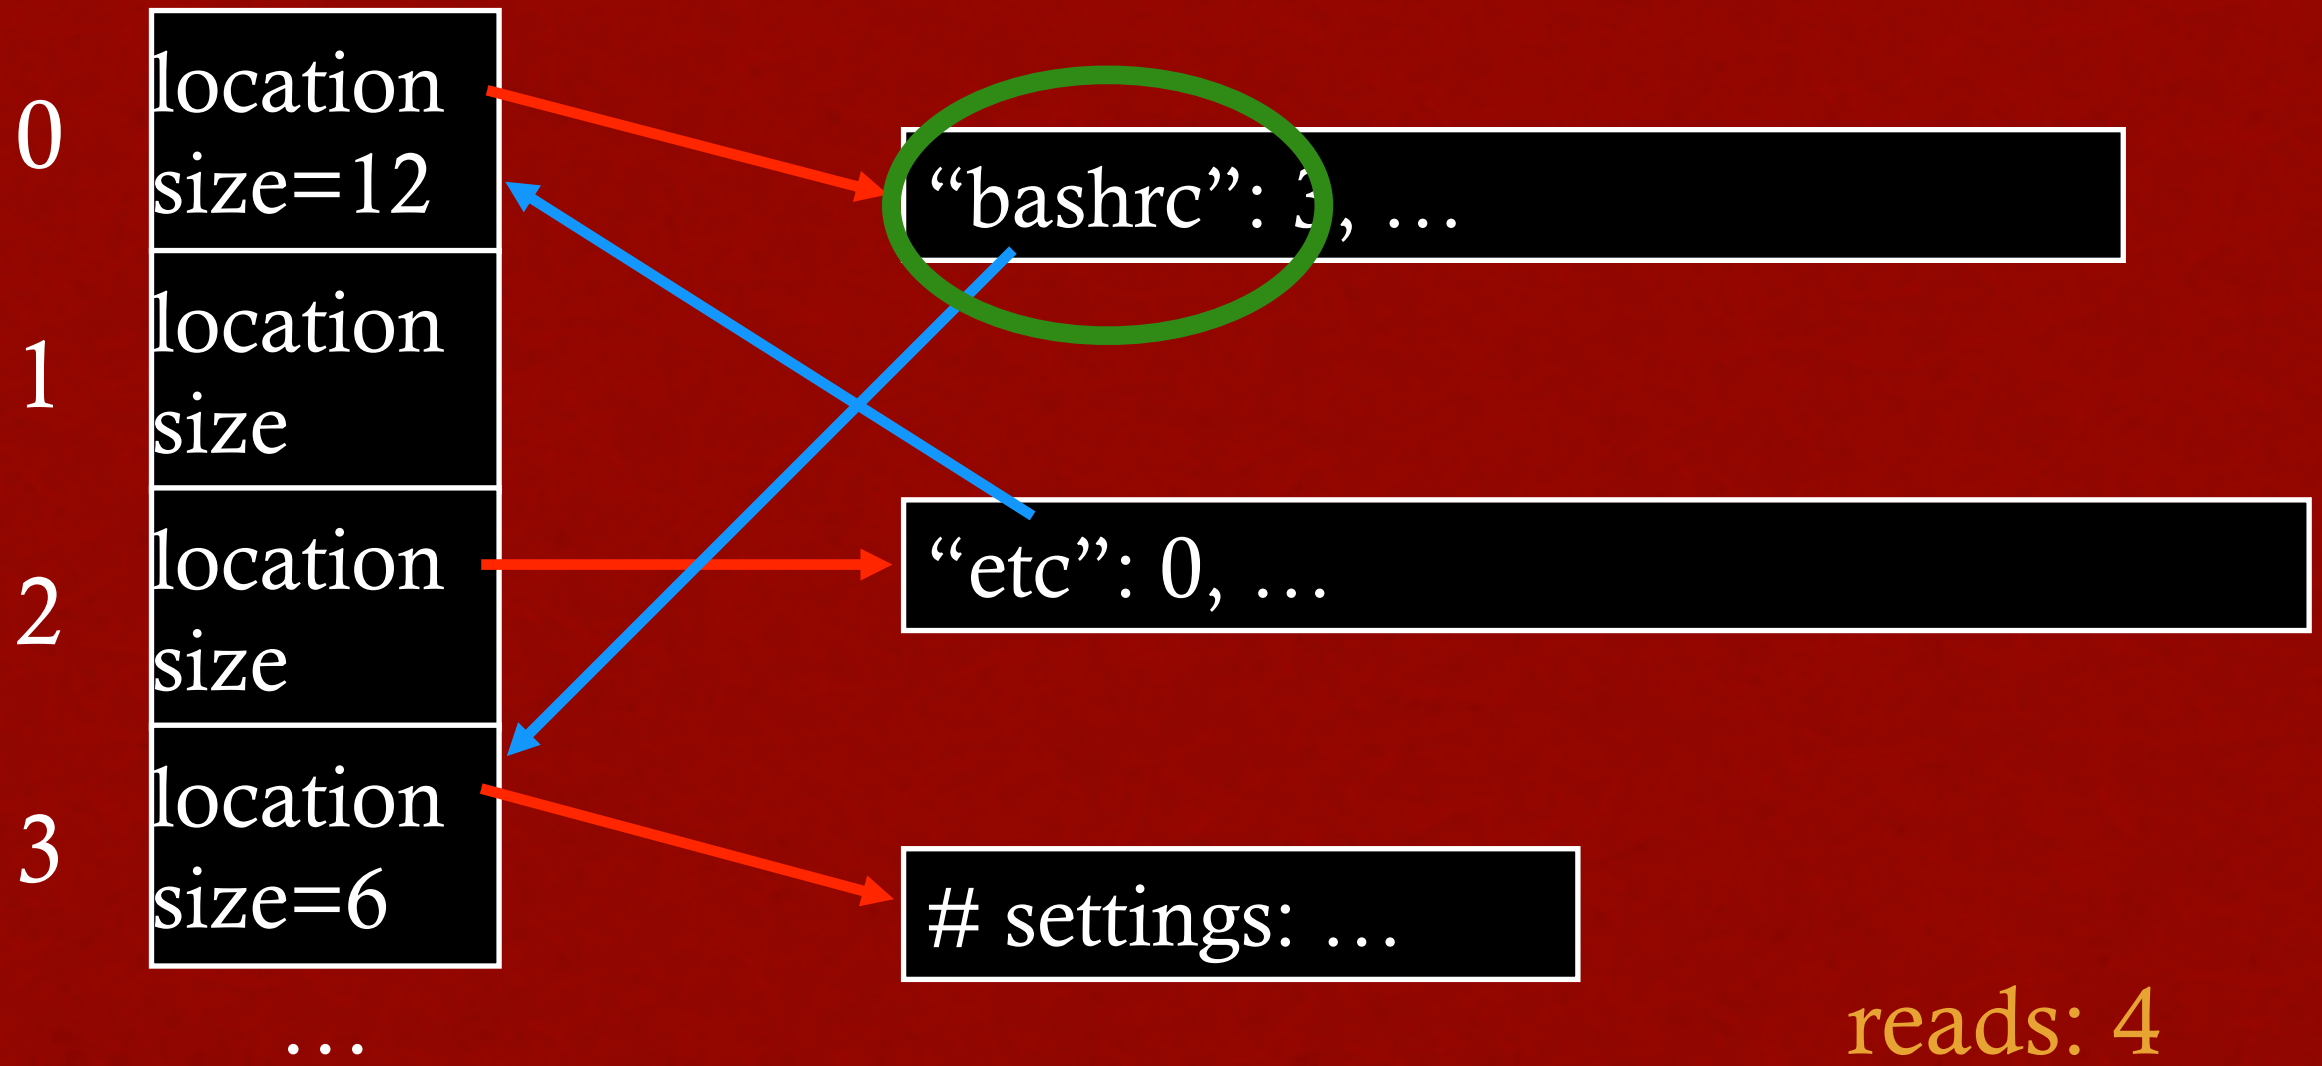 0
location
size=12
“bashrc”: 3, …
1
location
size
2
location
size
“etc”: 0, …
3
location
size=6
# settings: …
…
reads: 4